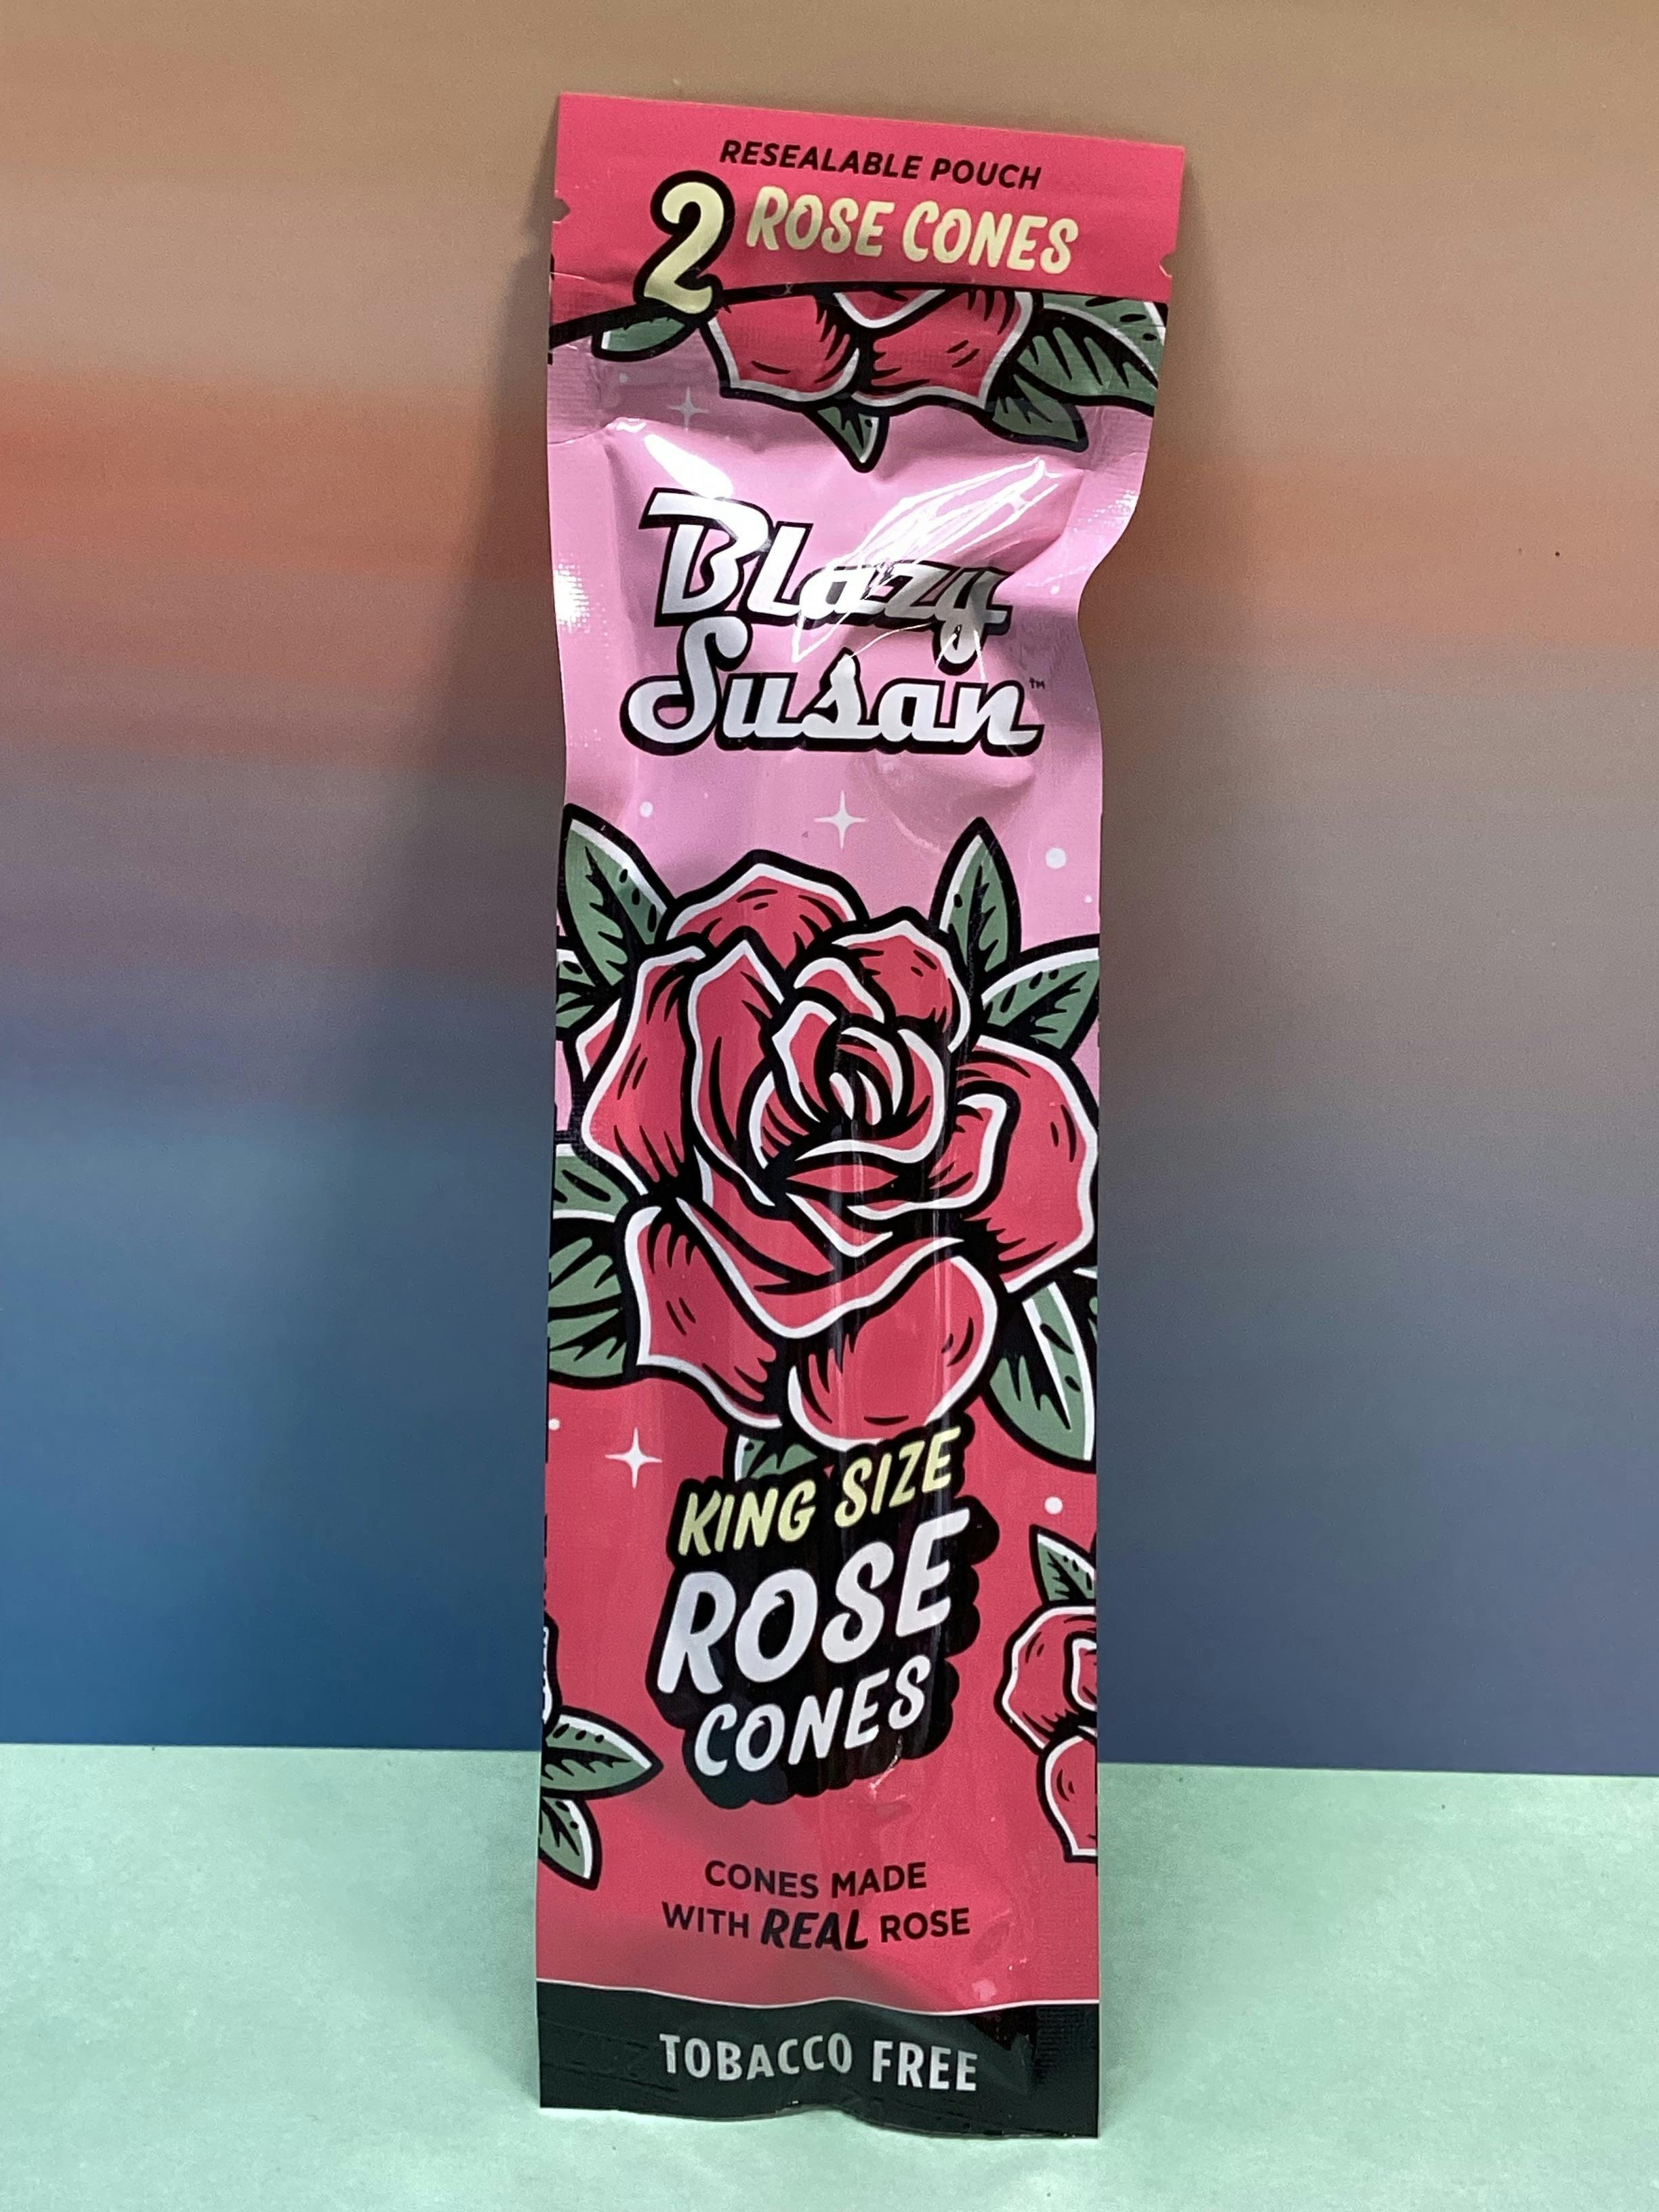 RESEALABLE POUCH
2 ROSE CONES
Blazy
Susan™
KING SIZE
ROSE
CONES
CONES MADE
WITH REAL ROSE
TOBACCO FREE